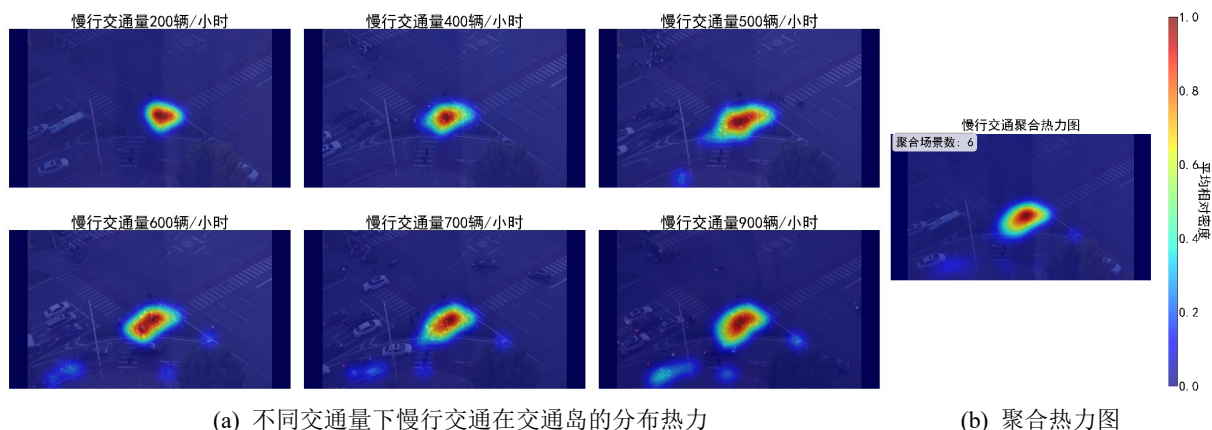 慢行交通量200辆/小时
慢行交通量400辆/小时
慢行交通量500辆/小时
慢行交通量600辆/小时
慢行交通量700辆/小时
慢行交通量900辆/小时
(a) 不同交通量下慢行交通在交通岛的分布热力
慢行交通聚合热力图
聚合场景数: 6
(b) 聚合热力图
1.0
0.8
0.6
0.4
0.2
0.0
平均相对密度